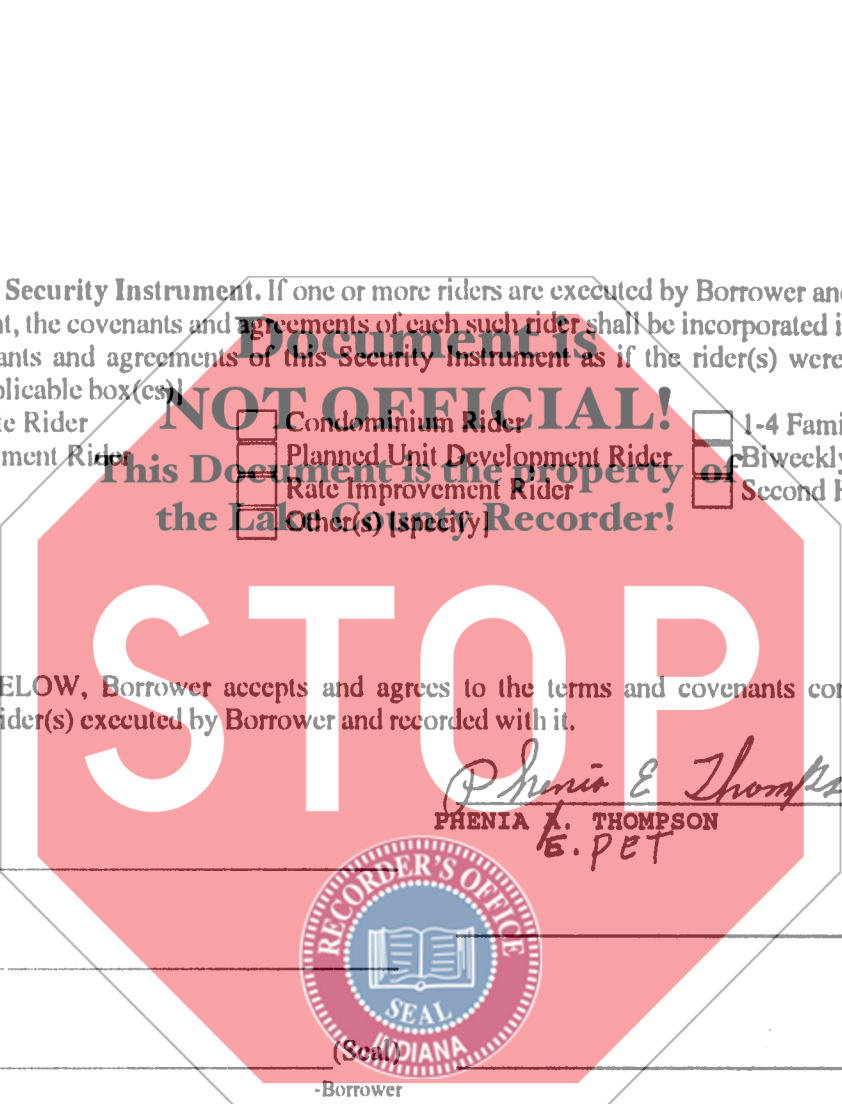 Security Instrument. If one or more riders are executed by Borrower and
t, the covenants and agreements of each such rider shall be incorporated i
ants and agreements of this Security Instrument as if the rider(s) were
plicable box(es)]
te Rider Condominium Rider 1-4 Fami
ment Rider Planned Unit Development Rider Biweekly
Rate Improvement Rider Second H
Other(s) [specify]
Document is
NOT OFFICIAL!
This Document is the property of
the Lake County Recorder!
STOP
ELOW, Borrower accepts and agrees to the terms and covenants con
ider(s) executed by Borrower and recorded with it.
Phenia E Thomps
PHENIA A. THOMPSON
E. PET
RECORDER'S OFFICE
SEAL
INDIANA
(Seal)
-Borrower